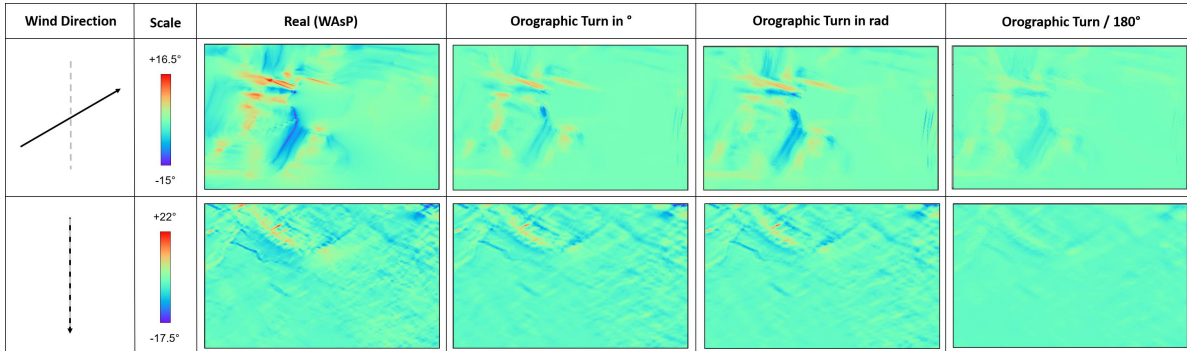 Wind Direction Scale Real (WAsP) Orographic Turn in ° Orographic Turn in rad Orographic Turn / 180°
+16.5°
-15°
+22°
-17.5°